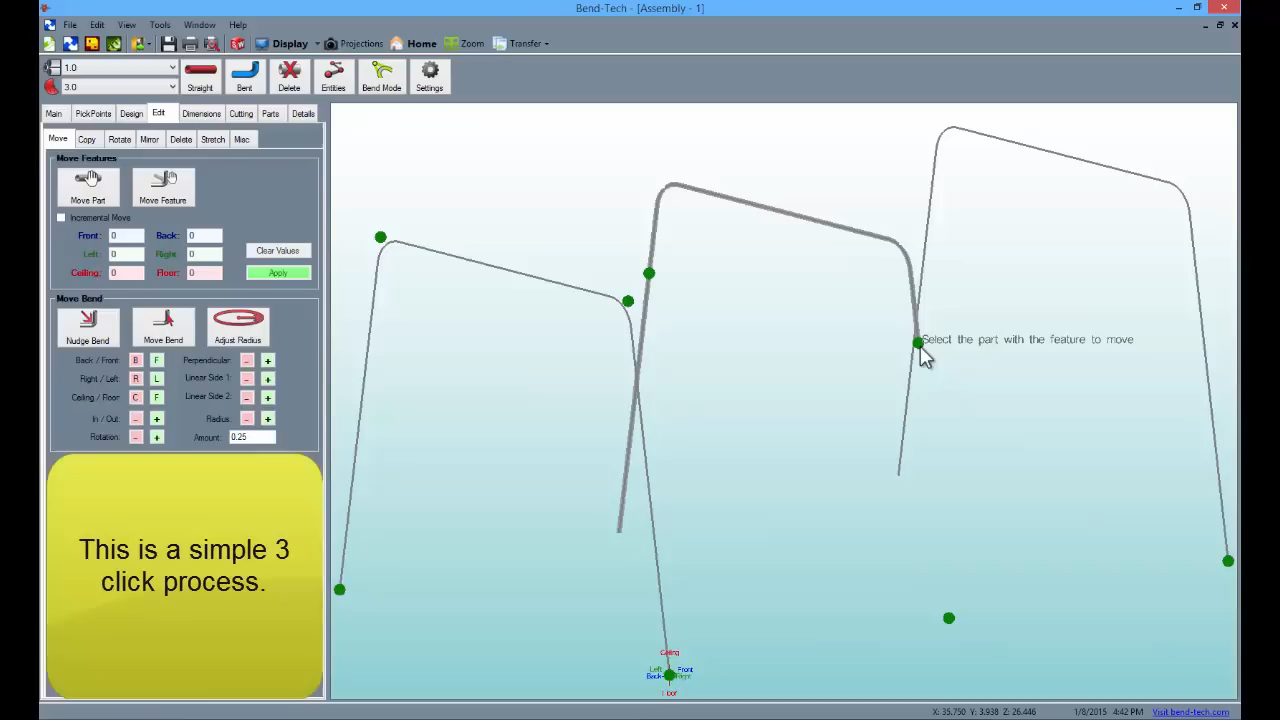 Bend-Tech - [Assembly - 1]
File Edit View Tools Window Help
Display Projections Home Zoom Transfer
1.0
3.0
Straight Bent Delete Entities Bend Mode Settings
Main PickPoints Design Edit Dimensions Cutting Parts Details
Move Copy Rotate Mirror Delete Stretch Misc
Move Features
Move Part Move Feature
Incremental Move
Front: 0 Back: 0
Left: 0 Right 0
Clear Values
Ceiling: 0 Floor: 0
Apply
Move Bend
Nudge Bend Move Bend Adjust Radius
Back / Front: B F Perpendicular: - +
Right / Left: R L Linear Side 1: - +
Ceiling / Floor: C F Linear Side 2: - +
In / Out: - + Radius: - +
Rotation: - + Amount: 0.25
This is a simple 3
click process.
Select the part with the feature to move
Ceiling
Left Front
Back Right
Floor
X: 35.750 Y: 3.938 Z: 26.446 1/8/2015 4:42 PM Visit bend-tech.com